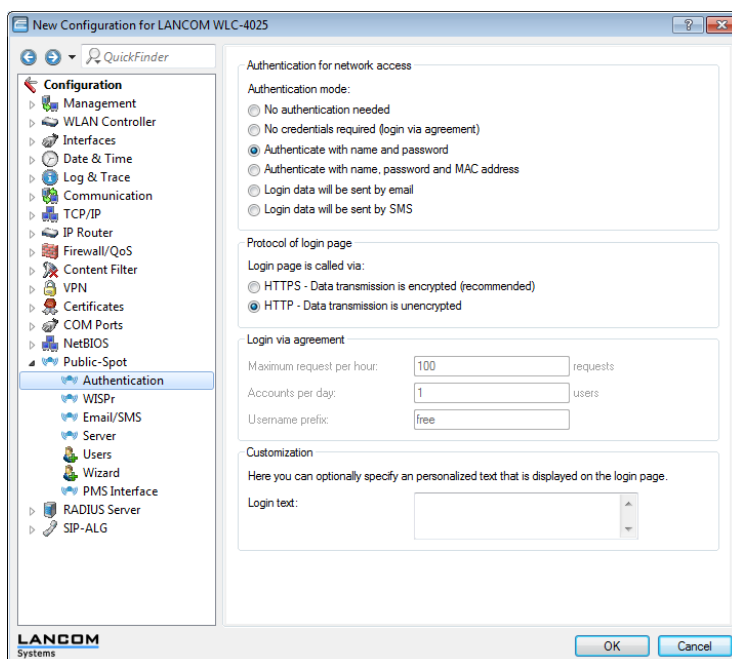 New Configuration for LANCOM WLC-4025
QuickFinder
Configuration
Management
WLAN Controller
Interfaces
Date & Time
Log & Trace
Communication
TCP/IP
IP Router
Firewall/QoS
Content Filter
VPN
Certificates
COM Ports
NetBIOS
Public-Spot
Authentication
WISPr
Email/SMS
Server
Users
Wizard
PMS Interface
RADIUS Server
SIP-ALG
Authentication for network access
Authentication mode:
No authentication needed
No credentials required (login via agreement)
Authenticate with name and password
Authenticate with name, password and MAC address
Login data will be sent by email
Login data will be sent by SMS
Protocol of login page
Login page is called via:
HTTPS - Data transmission is encrypted (recommended)
HTTP - Data transmission is unencrypted
Login via agreement
Maximum request per hour: 100 requests
Accounts per day: 1 users
Username prefix: free
Customization
Here you can optionally specify an personalized text that is displayed on the login page.
Login text:
LANCOM
Systems
OK Cancel